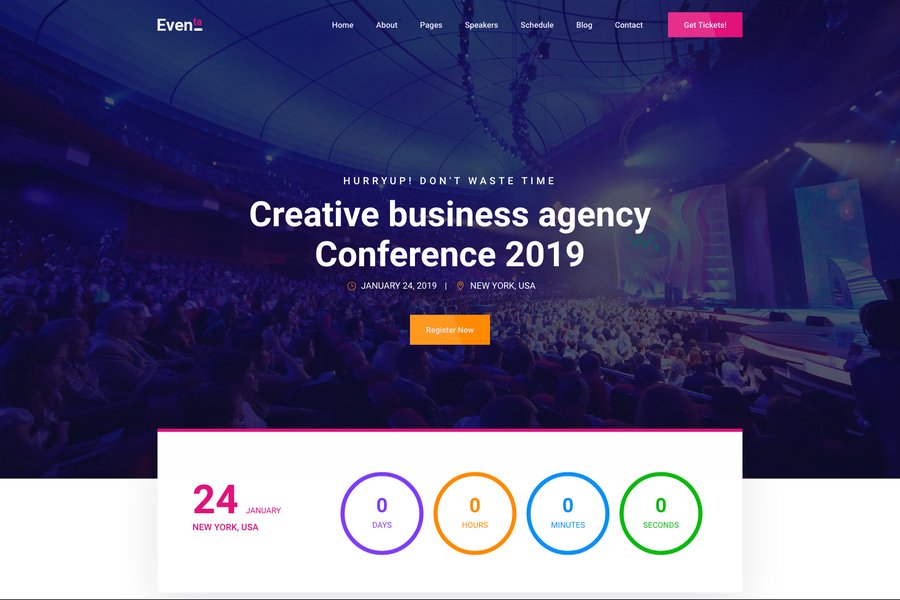 Eventa
Home About Pages Speakers Schedule Blog Contact Get Tickets!
HURRYUP! DON'T WASTE TIME
Creative business agency
Conference 2019
JANUARY 24, 2019 | NEW YORK, USA
Register Now
24 JANUARY
NEW YORK, USA
0 0 0 0
DAYS HOURS MINUTES SECONDS